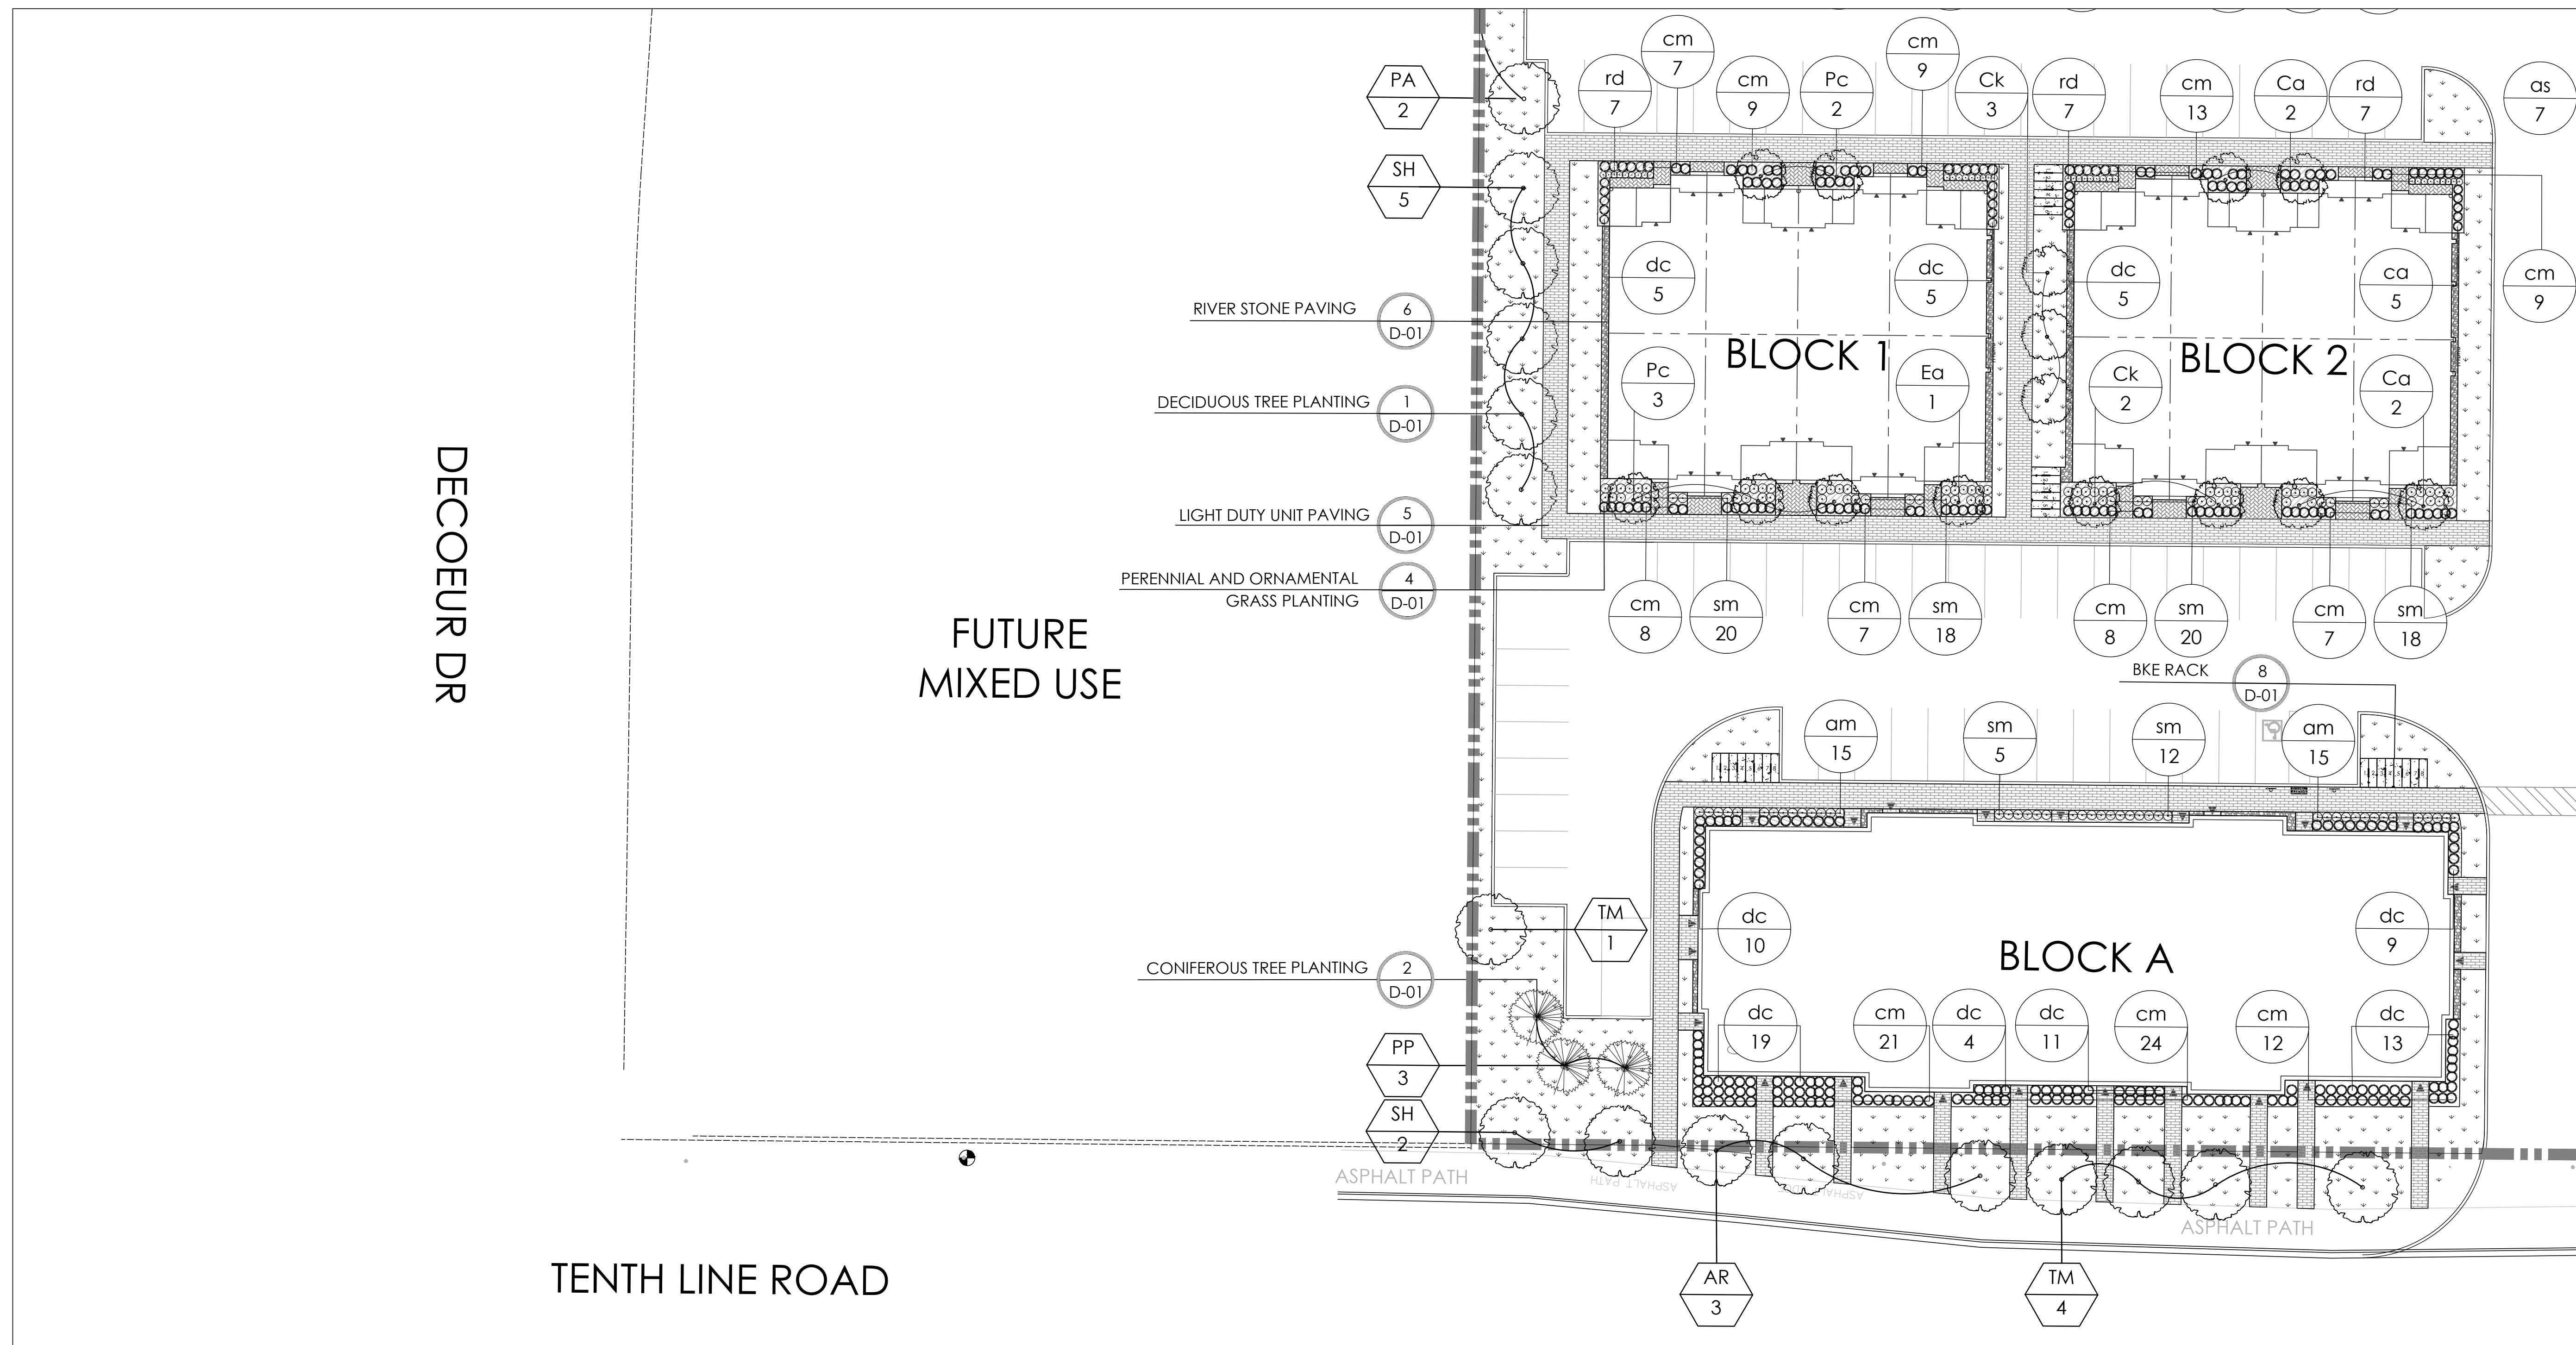 cm
7
cm
9
rd
7
cm
9
Pc
2
Ck
3
rd
7
cm
13
Ca
2
rd
7
as
7
PA
2
SH
5
dc
5
dc
5
dc
5
ca
5
cm
9
RIVER STONE PAVING
6
D-01
BLOCK 1
BLOCK 2
Pc
3
Ea
1
Ck
2
Ca
2
DECIDUOUS TREE PLANTING
1
D-01
LIGHT DUTY UNIT PAVING
5
D-01
PERENNIAL AND ORNAMENTAL
GRASS PLANTING
4
D-01
cm
8
sm
20
cm
7
sm
18
cm
8
sm
20
cm
7
sm
18
DECOEUR DR
FUTURE
MIXED USE
BKE RACK
8
D-01
am
15
sm
5
sm
12
am
15
TM
1
dc
10
dc
9
BLOCK A
CONIFEROUS TREE PLANTING
2
D-01
dc
19
cm
21
dc
4
dc
11
cm
24
cm
12
dc
13
PP
3
SH
2
ASPHALT PATH
ASPHALT PATH
ASPHALT PATH
TENTH LINE ROAD
AR
3
TM
4